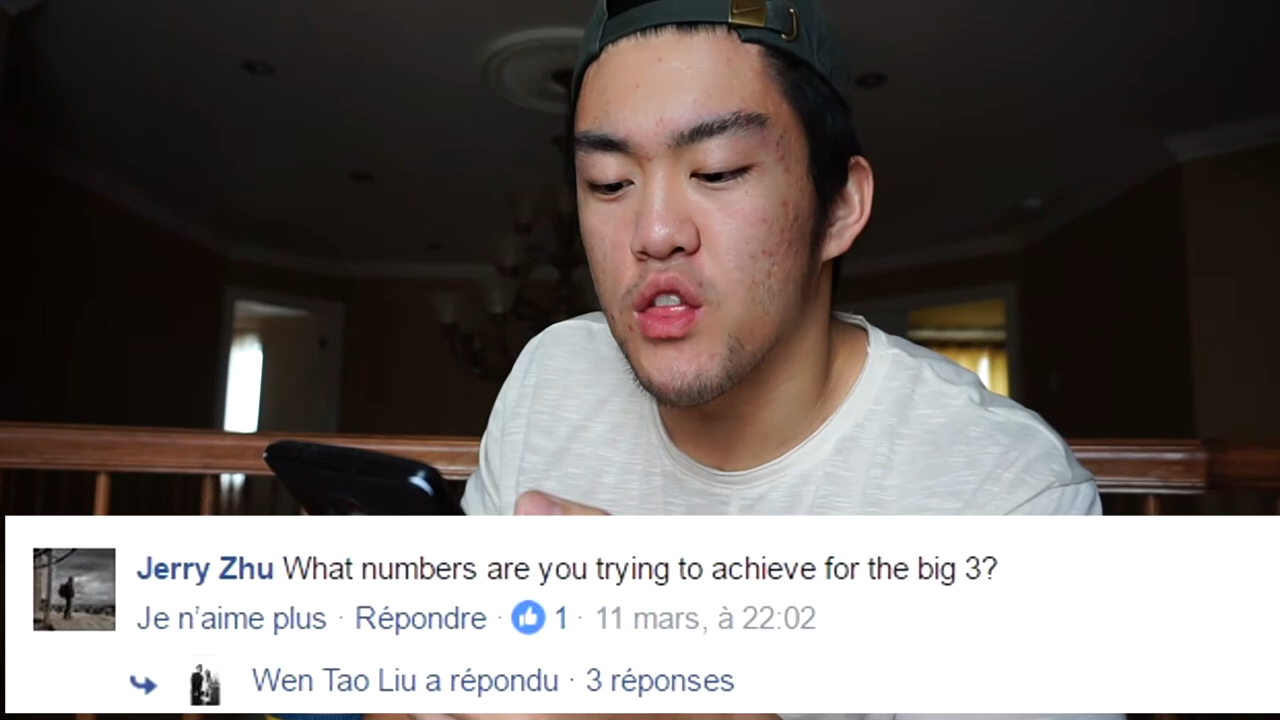 Jerry Zhu What numbers are you trying to achieve for the big 3?
Je n'aime plus · Répondre · 1 · 11 mars, à 22:02
Wen Tao Liu a répondu · 3 réponses